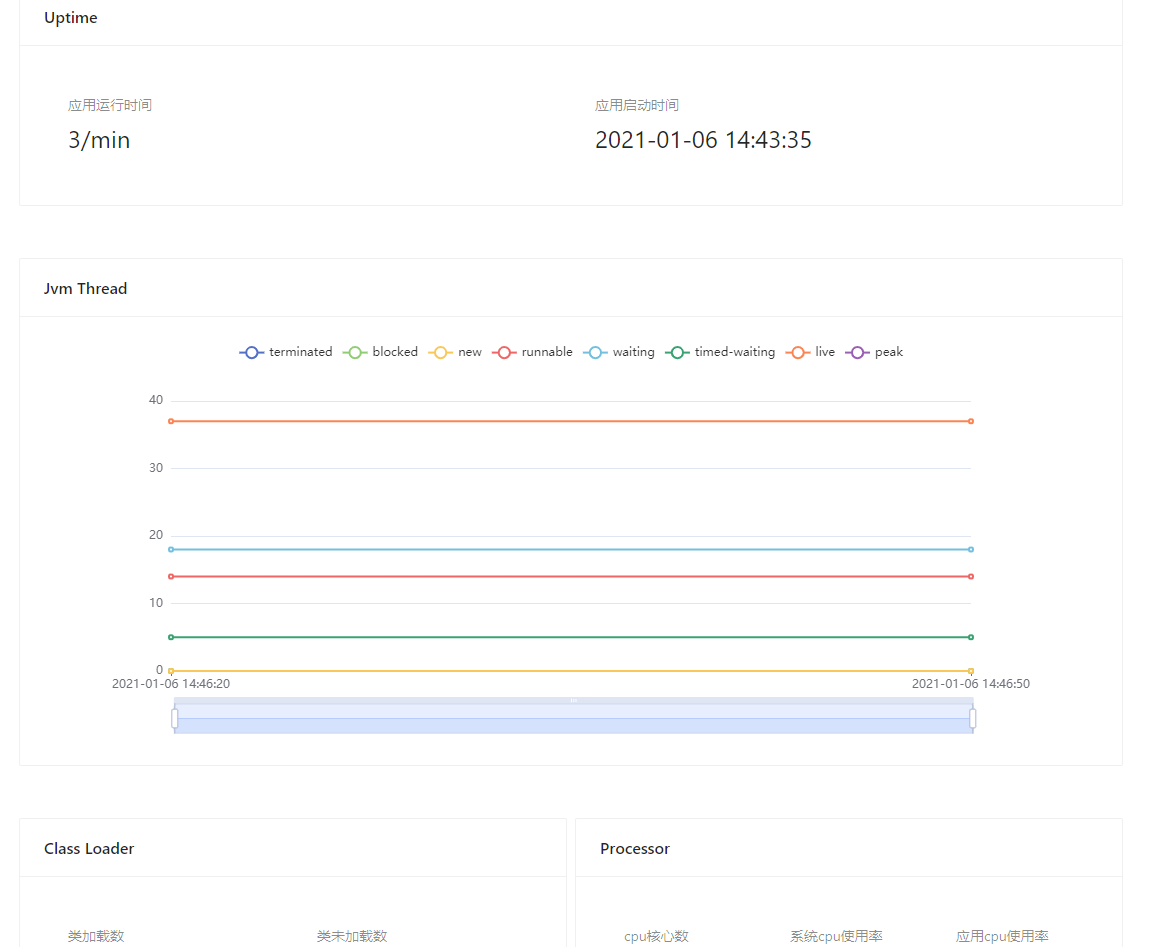 Uptime
应用运行时间 应用启动时间
3/min 2021-01-06 14:43:35
Jvm Thread
terminated blocked new runnable waiting timed-waiting live peak
40
30
20
10
0
2021-01-06 14:46:20 2021-01-06 14:46:50
Class Loader Processor
类加载数 类未加载数 cpu核心数 系统cpu使用率 应用cpu使用率